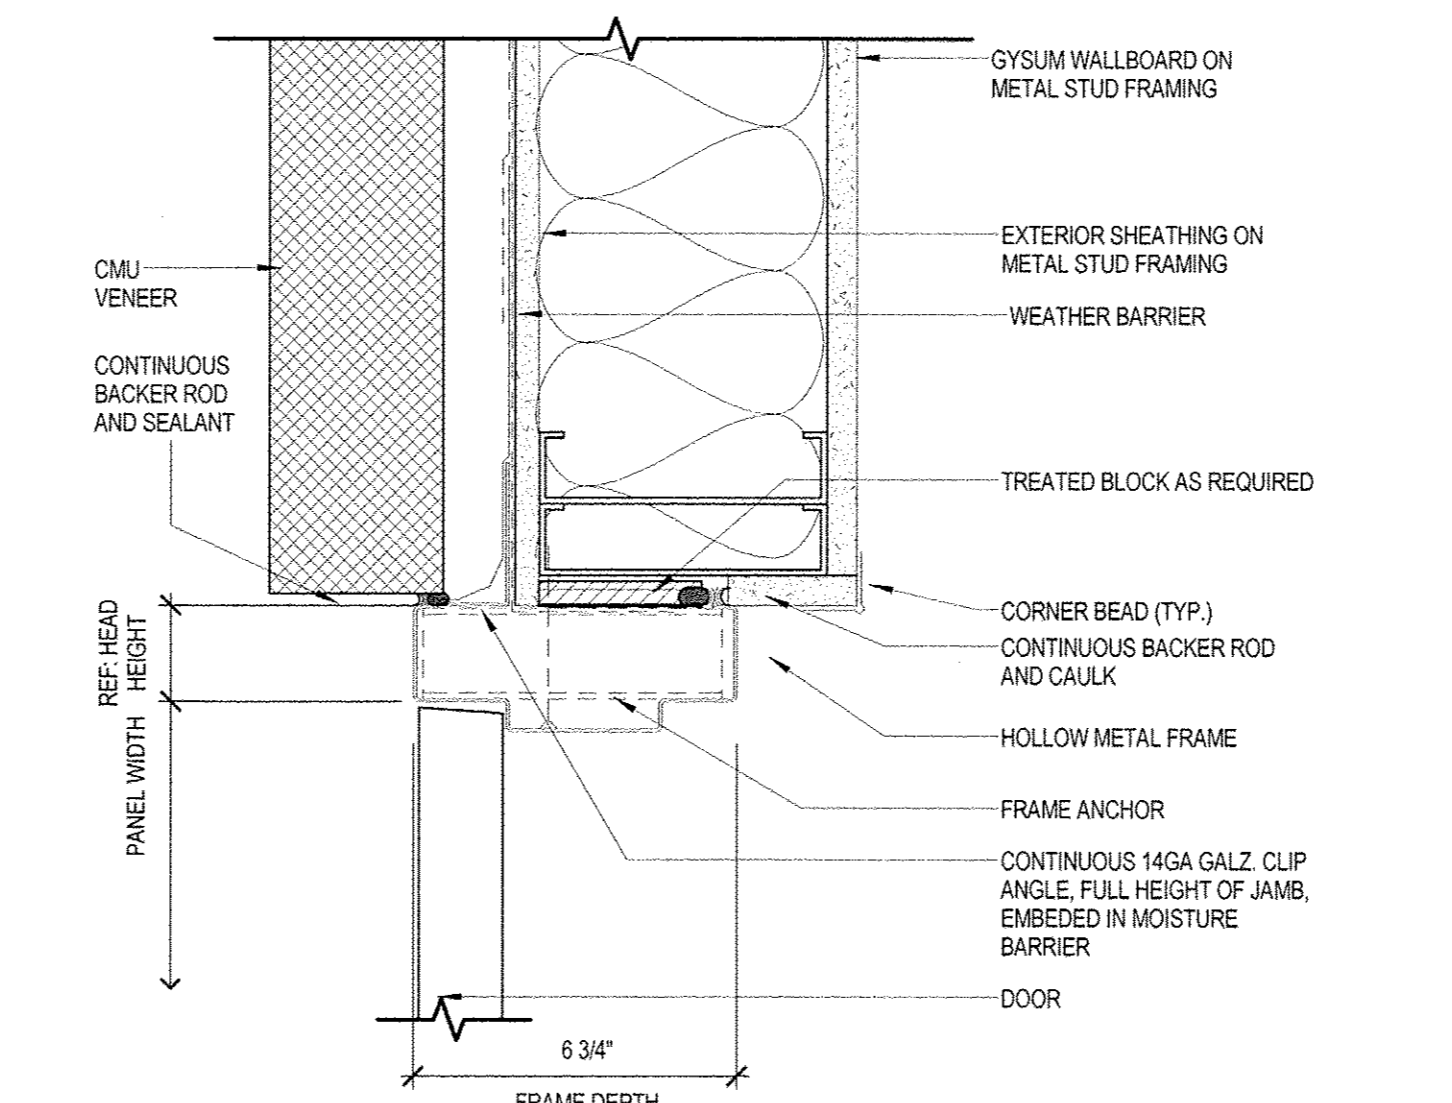 GYSUM WALLBOARD ON
METAL STUD FRAMING
EXTERIOR SHEATHING ON
METAL STUD FRAMING
CMU
VENEER
WEATHER BARRIER
CONTINUOUS
BACKER ROD
AND SEALANT
TREATED BLOCK AS REQUIRED
CORNER BEAD (TYP.)
CONTINUOUS BACKER ROD
AND CAULK
REF: HEAD
HEIGHT
PANEL WIDTH
HOLLOW METAL FRAME
FRAME ANCHOR
CONTINUOUS 14GA GALZ. CLIP
ANGLE, FULL HEIGHT OF JAMB,
EMBEDED IN MOISTURE
BARRIER
DOOR
6 3/4"
FRAME DEPTH